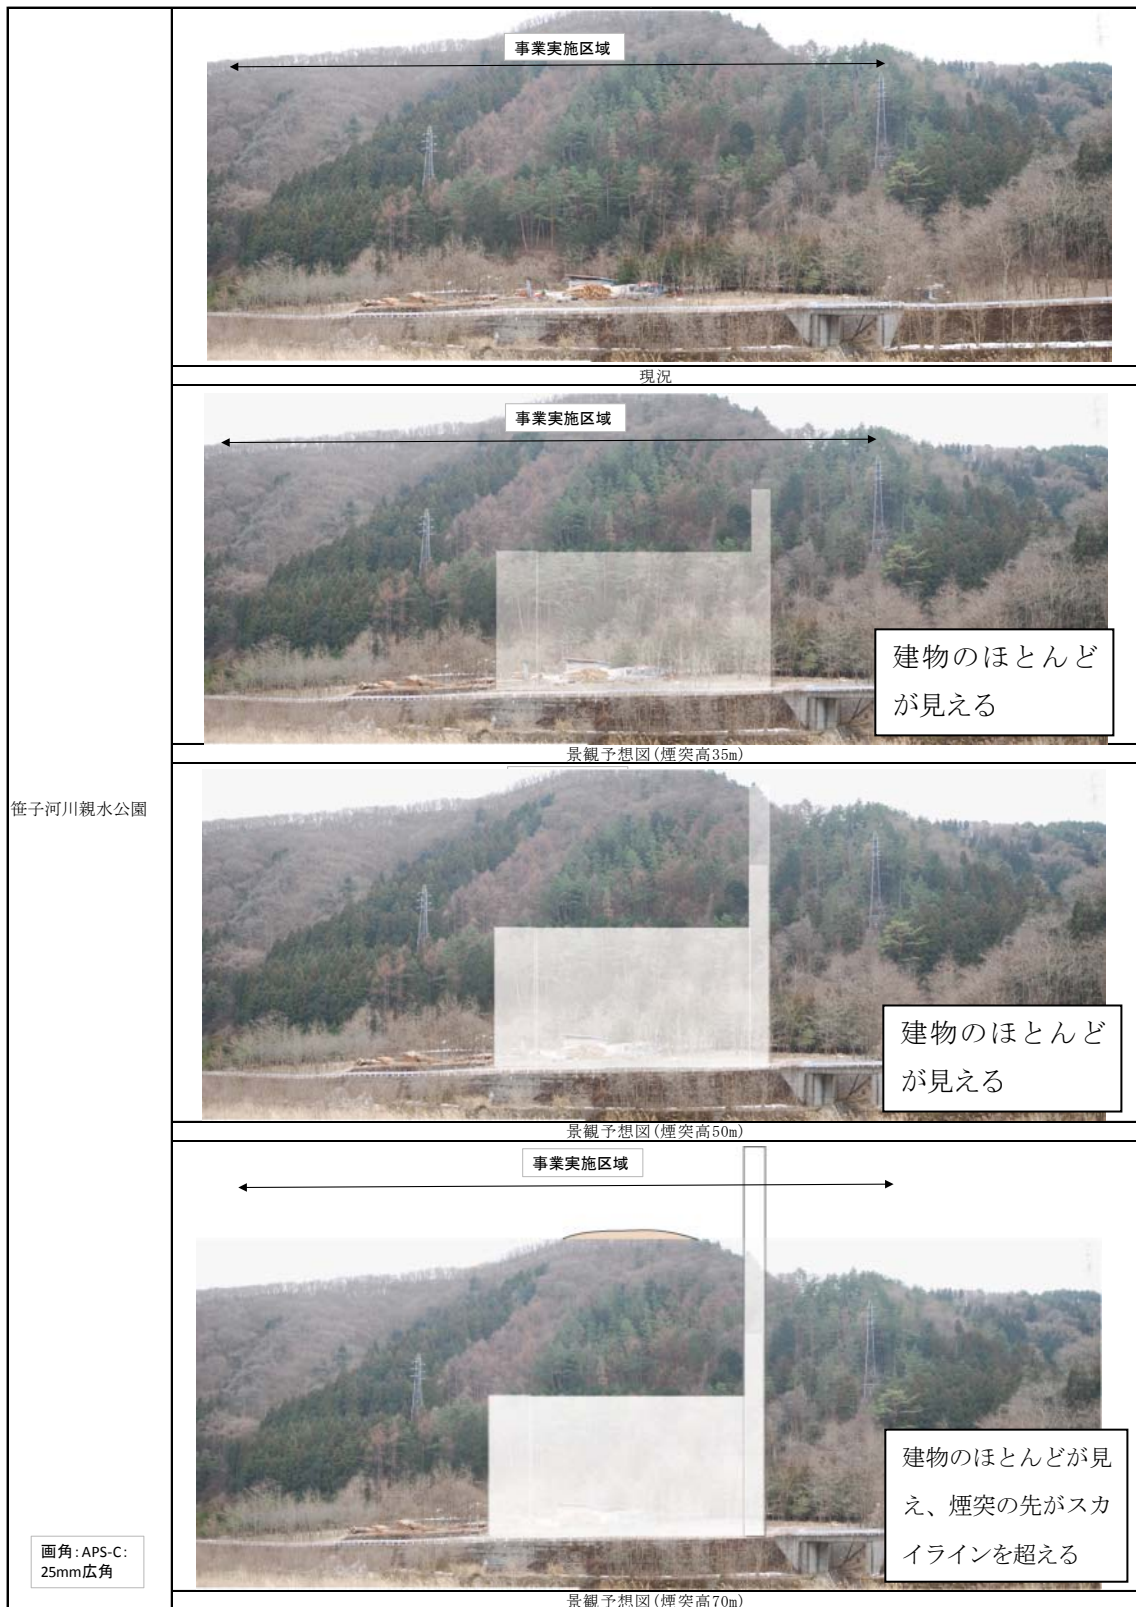 笹子河川親水公園
画角:APS-C:
25mm広角
事業実施区域
現況
事業実施区域
建物のほとんど
が見える
景観予想図(煙突高35m)
建物のほとんど
が見える
景観予想図(煙突高50m)
事業実施区域
建物のほとんどが見
え、煙突の先がスカ
イラインを超える
景観予想図(煙突高70m)